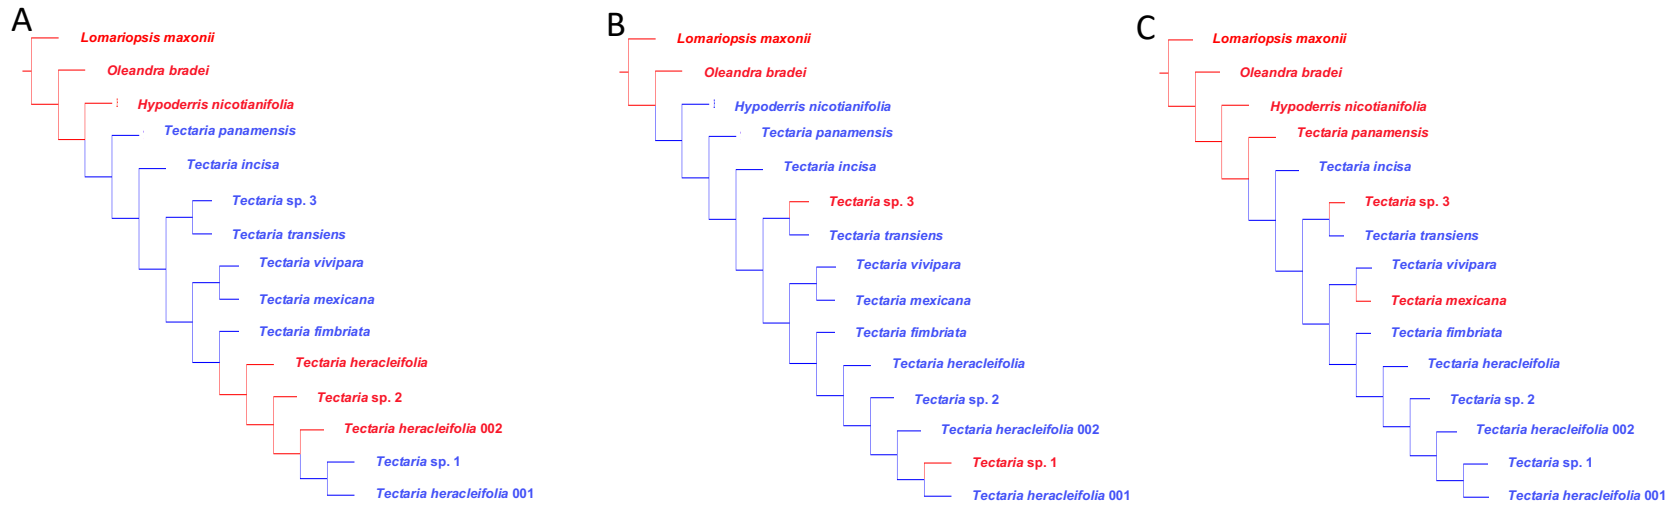 A
Lomariopsis maxonii
Oleandra bradei
Hypoderris nicotianifolia
Tectaria panamensis
Tectaria incisa
Tectaria sp. 3
Tectaria transiens
Tectaria vivipara
Tectaria mexicana
Tectaria fimbriata
Tectaria heracleifolia
Tectaria sp. 2
Tectaria heracleifolia 002
Tectaria sp. 1
Tectaria heracleifolia 001
B
Lomariopsis maxonii
Oleandra bradei
Hypoderris nicotianifolia
Tectaria panamensis
Tectaria incisa
Tectaria sp. 3
Tectaria transiens
Tectaria vivipara
Tectaria mexicana
Tectaria fimbriata
Tectaria heracleifolia
Tectaria sp. 2
Tectaria heracleifolia 002
Tectaria sp. 1
Tectaria heracleifolia 001
C
Lomariopsis maxonii
Oleandra bradei
Hypoderris nicotianifolia
Tectaria panamensis
Tectaria incisa
Tectaria sp. 3
Tectaria transiens
Tectaria vivipara
Tectaria mexicana
Tectaria fimbriata
Tectaria heracleifolia
Tectaria sp. 2
Tectaria heracleifolia 002
Tectaria sp. 1
Tectaria heracleifolia 001